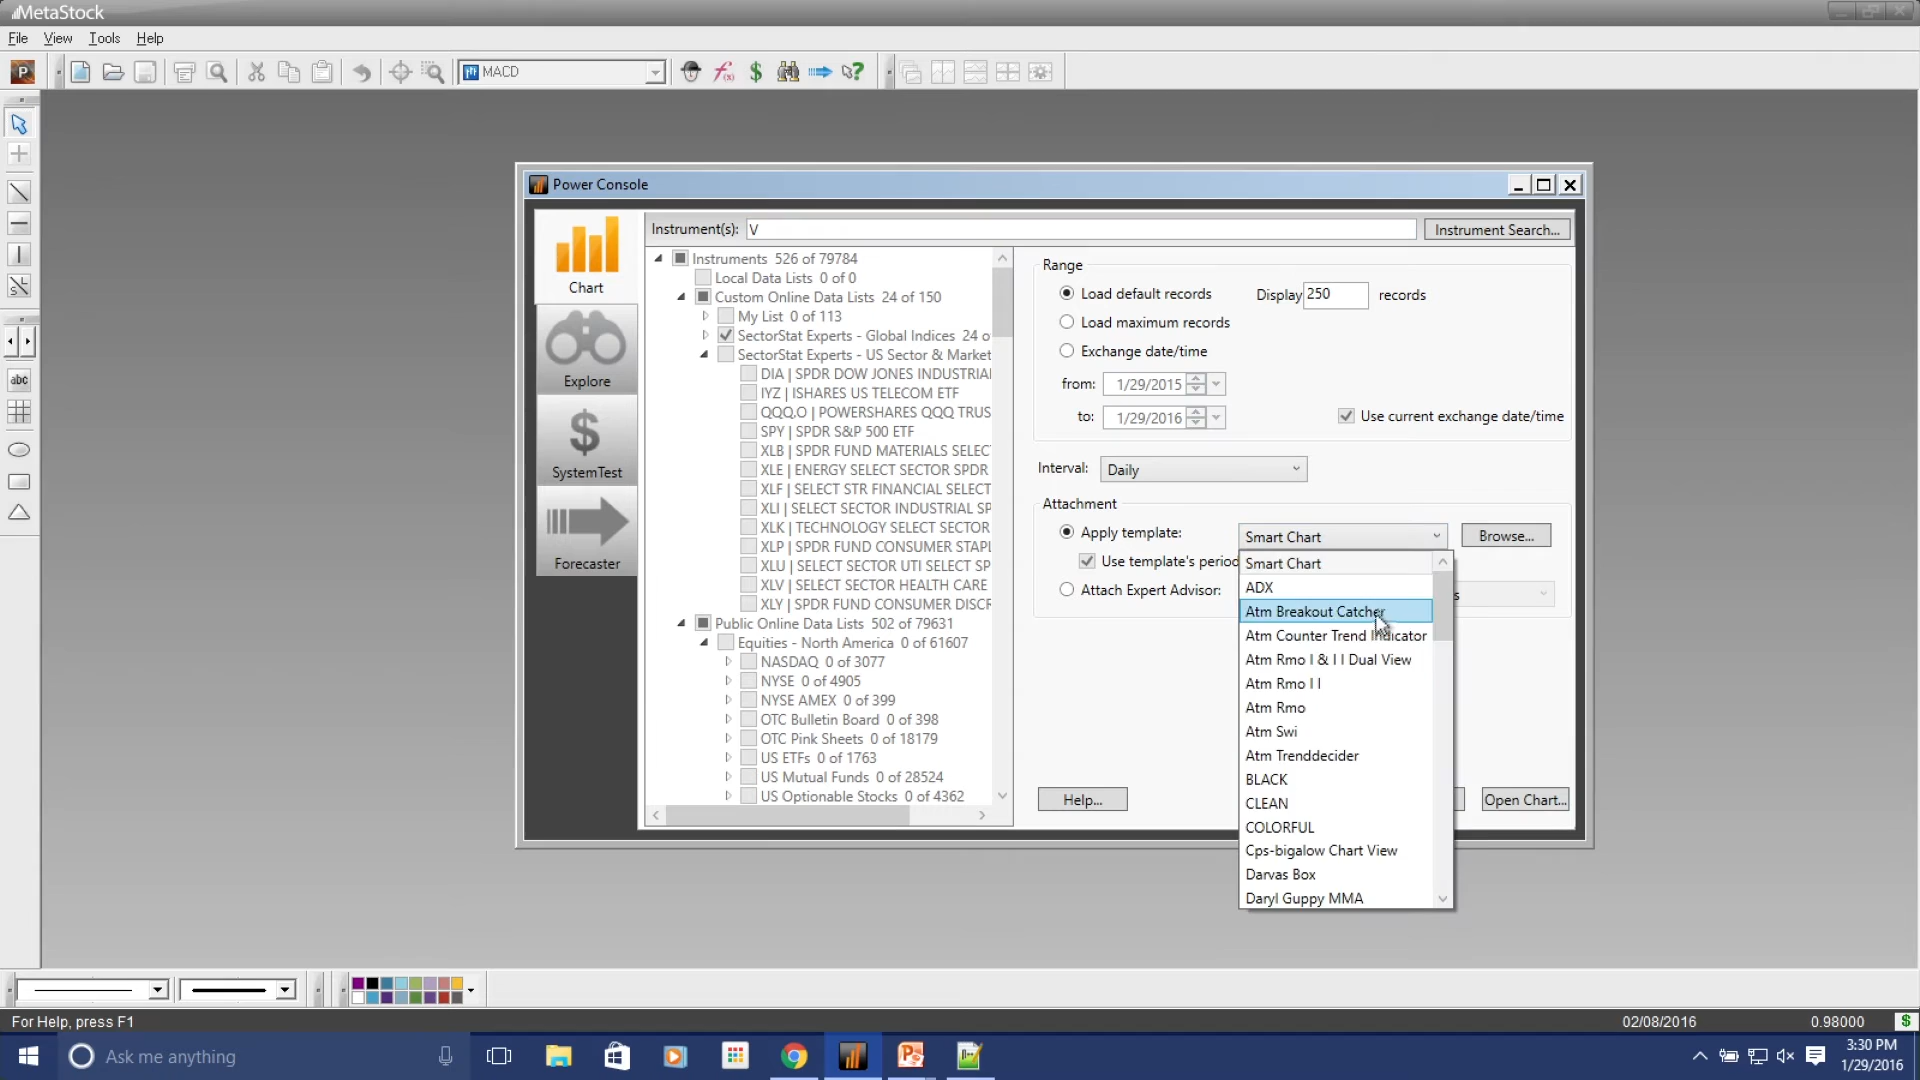 MetaStock
File View Tools Help
MACD
Power Console
Chart
Explore
SystemTest
Forecaster
Instrument(s): V
Instrument Search...
Instruments 526 of 79784
Local Data Lists 0 of 0
Custom Online Data Lists 24 of 150
My List 0 of 113
SectorStat Experts - Global Indices 24 o
SectorStat Experts - US Sector & Market
DIA | SPDR DOW JONES INDUSTRIA
IYZ | ISHARES US TELECOM ETF
QQQ.O | POWERSHARES QQQ TRUS
SPY | SPDR S&P 500 ETF
XLB | SPDR FUND MATERIALS SELEC
XLE | ENERGY SELECT SECTOR SPDR
XLF | SELECT STR FINANCIAL SELECT
XLI | SELECT SECTOR INDUSTRIAL SP
XLK | TECHNOLOGY SELECT SECTOR
XLP | SPDR FUND CONSUMER STAPL
XLU | SELECT SECTOR UTI SELECT SP
XLV | SELECT SECTOR HEALTH CARE
XLY | SPDR FUND CONSUMER DISCR
Public Online Data Lists 502 of 79631
Equities - North America 0 of 61607
NASDAQ 0 of 3077
NYSE 0 of 4905
NYSE AMEX 0 of 399
OTC Bulletin Board 0 of 398
OTC Pink Sheets 0 of 18179
US ETFs 0 of 1763
US Mutual Funds 0 of 28524
US Optionable Stocks 0 of 4362
Range
Load default records Display 250 records
Load maximum records
Exchange date/time
from: 1/29/2015
to: 1/29/2016 Use current exchange date/time
Interval: Daily
Attachment
Apply template: Smart Chart Browse...
Use template's period
Attach Expert Advisor: s
Smart Chart
ADX
Atm Breakout Catcher
Atm Counter Trend Indicator
Atm Rmo I & I I Dual View
Atm Rmo I I
Atm Rmo
Atm Swi
Atm Trenddecider
BLACK
CLEAN
COLORFUL
Cps-bigalow Chart View
Darvas Box
Daryl Guppy MMA
Help... Open Chart...
abc
For Help, press F1 02/08/2016 0.98000 $
Ask me anything
3:30 PM
1/29/2016